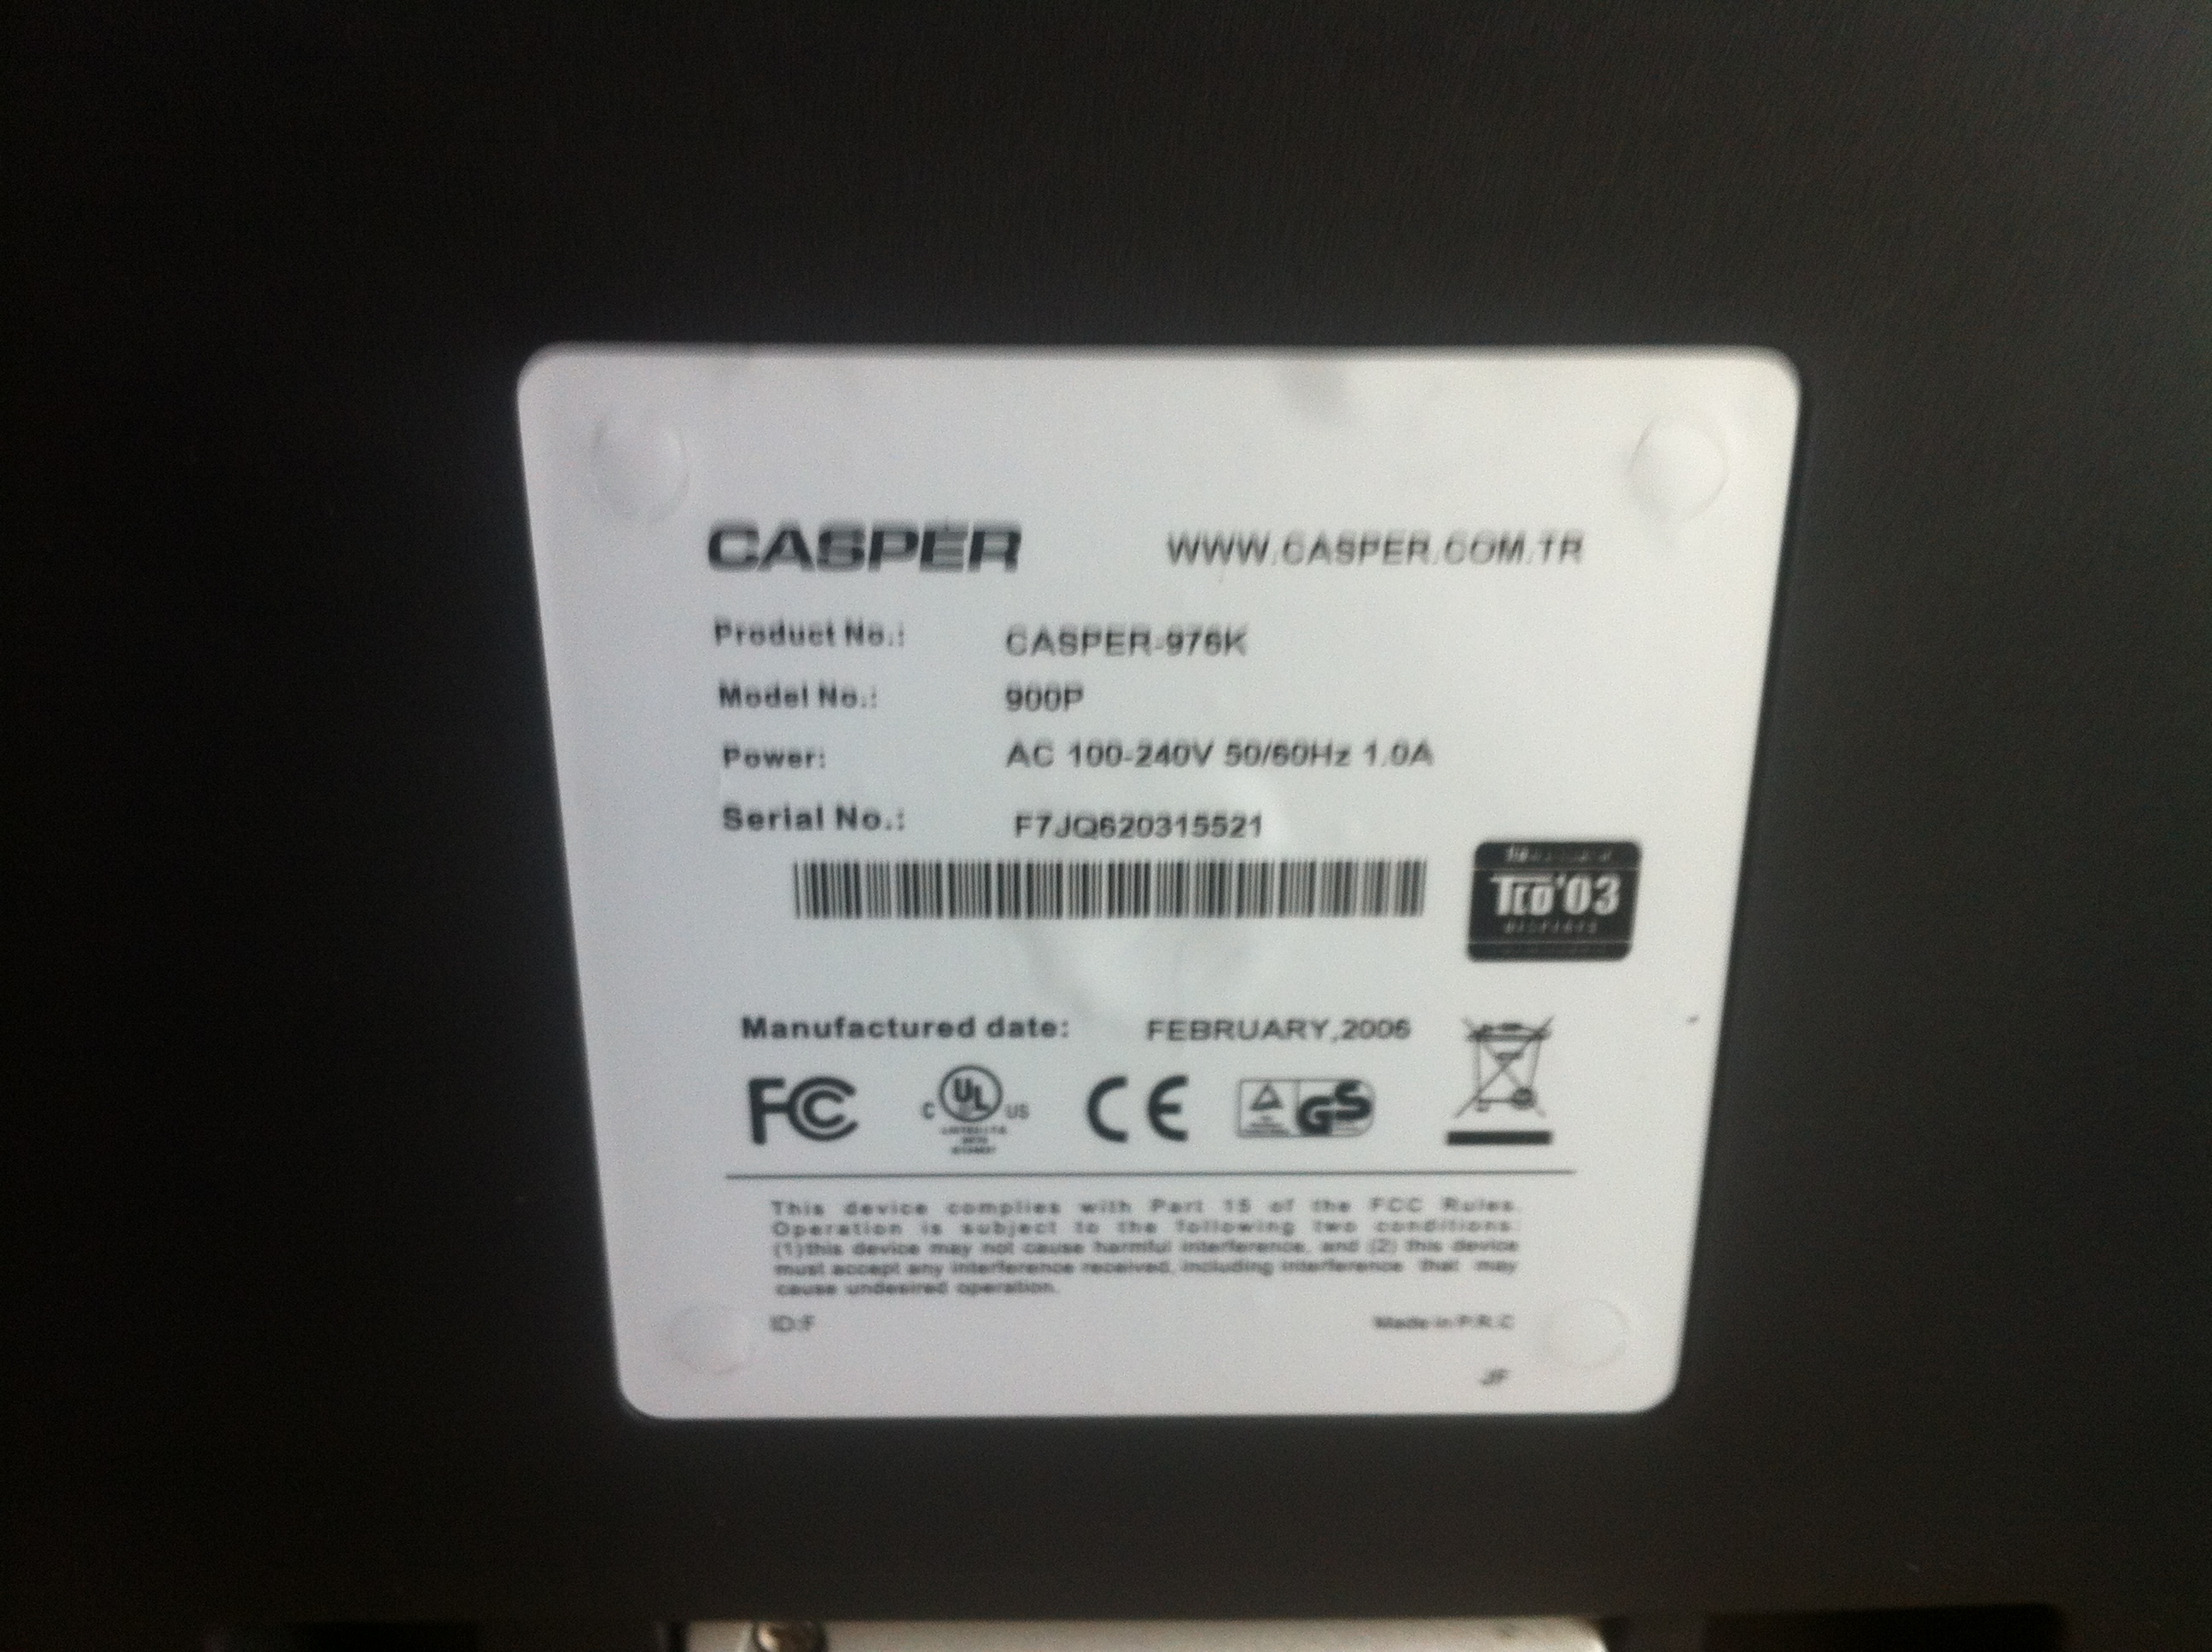 CASPER WWW.CASPER.COM.TR
Product No.: CASPER-976K
Model No.: 900P
Power: AC 100-240V 50/60Hz 1.0A
Serial No.: F7JQ620315521
TCO'03
DISPLAYS
Manufactured date: FEBRUARY,2006
FC C UL US CE GS
This device complies with Part 15 of the FCC Rules.
Operation is subject to the following two conditions:
(1)this device may not cause harmful interference, and (2) this device
must accept any interference received, including interference that may
cause undesired operation.
ID:F Made in P.R.C
JF